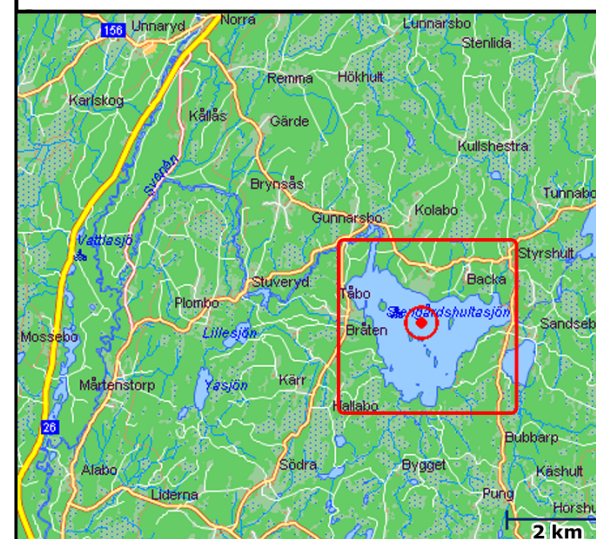 Norra
156
Unnaryd
Lunnarsbo
Stenlida
Remma
Hökhult
Karlskog
Kållås
Gärde
Kullshestra
Svenån
Brynsås
Tunnabo
Gunnarsbo
Kolabo
Vattlasjö
Styrshult
Stuveryd
Backa
Tåbo
Plombo
Stengårdshultasjön
Sandseb
Mossebo
Lillesjön
Bråten
Mårtenstorp
Yasjön
Kärr
Hallabo
26
Bubbarp
Alabo
Södra
Bygget
Käshult
Liderna
Pung
Horshu
2 km